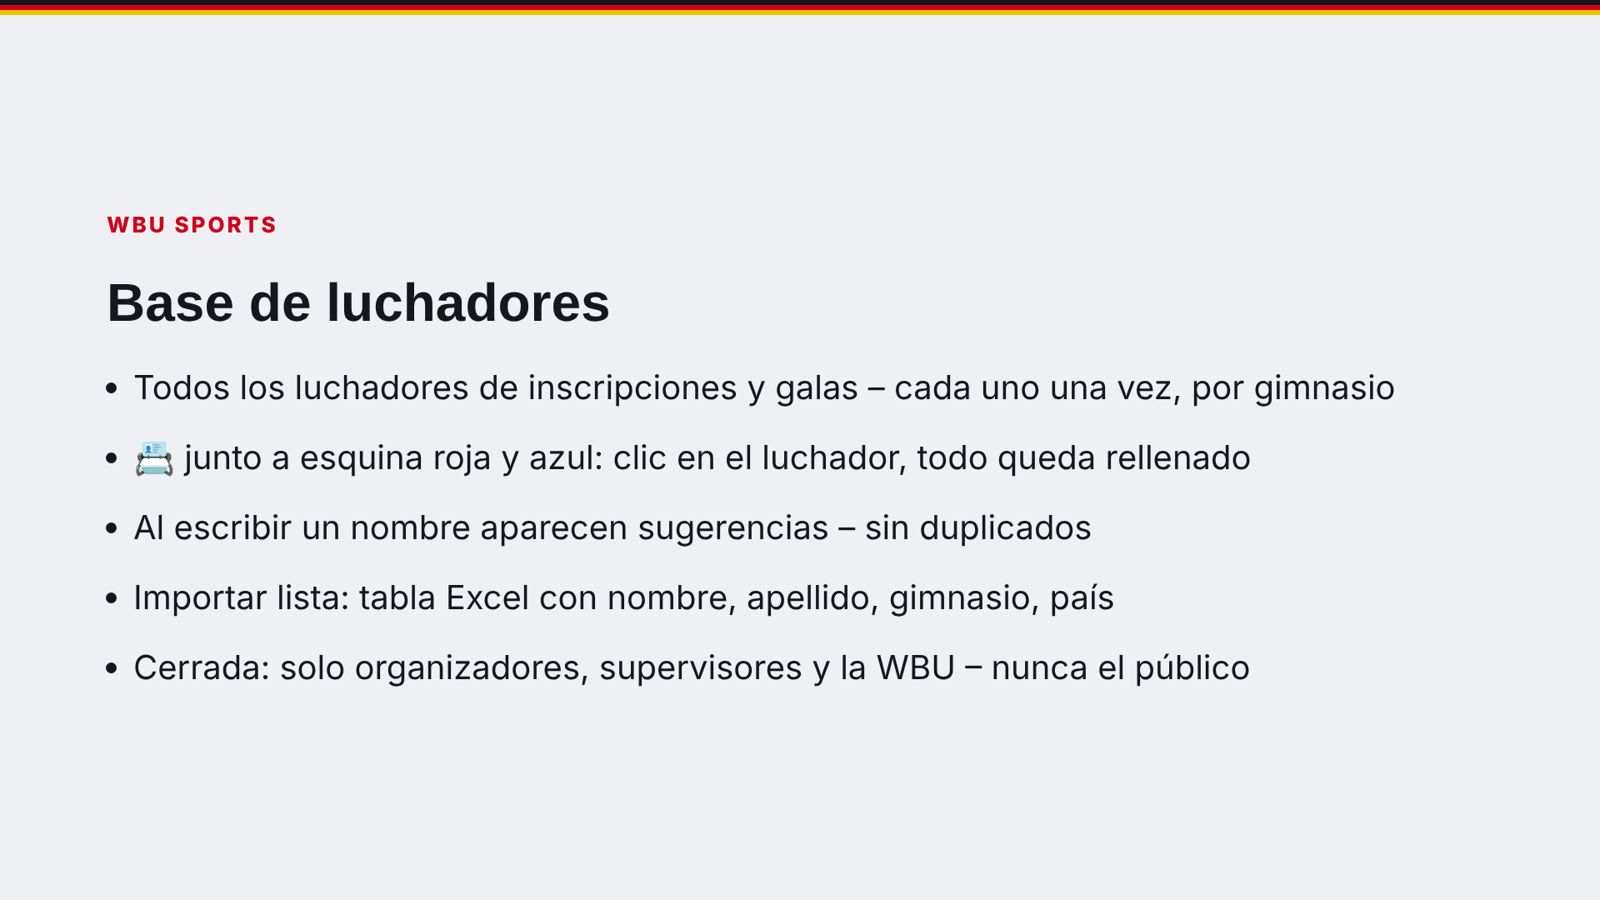 WBU SPORTS
Base de luchadores
• Todos los luchadores de inscripciones y galas – cada uno una vez, por gimnasio
• 📇 junto a esquina roja y azul: clic en el luchador, todo queda rellenado
• Al escribir un nombre aparecen sugerencias – sin duplicados
• Importar lista: tabla Excel con nombre, apellido, gimnasio, país
• Cerrada: solo organizadores, supervisores y la WBU – nunca el público